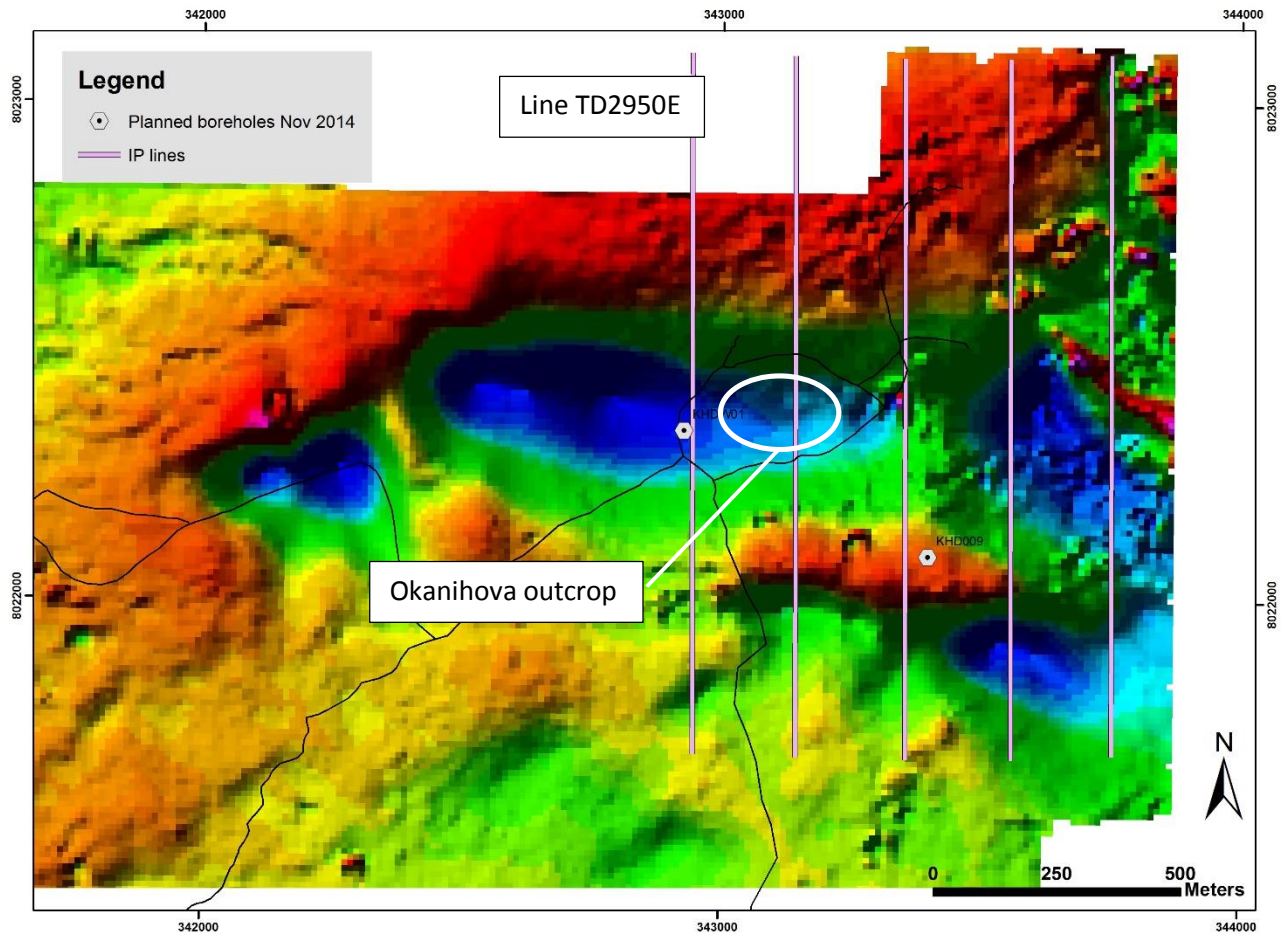 342000
343000
344000
Legend
Planned boreholes Nov 2014
IP lines
Line TD2950E
8023000
8023000
KHD009
Okanihova outcrop
8022000
8022000
N
0 250 500
Meters
342000
343000
344000